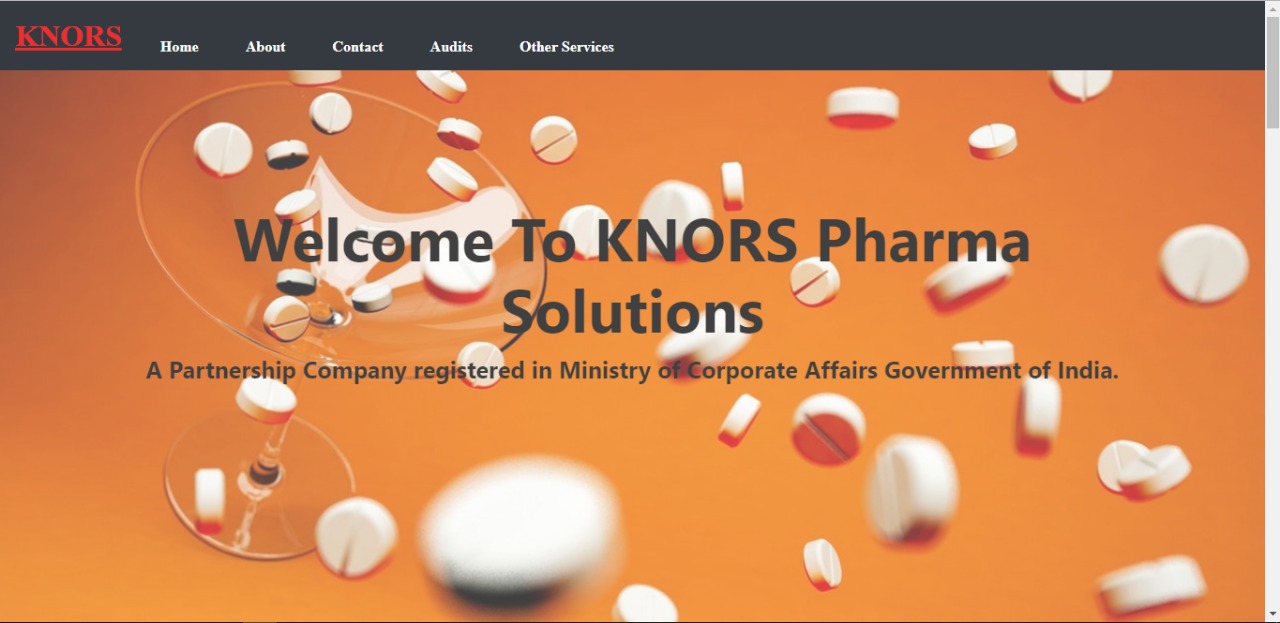 KNORS
Home About Contact Audits Other Services
Welcome To KNORS Pharma
Solutions
A Partnership Company registered in Ministry of Corporate Affairs Government of India.